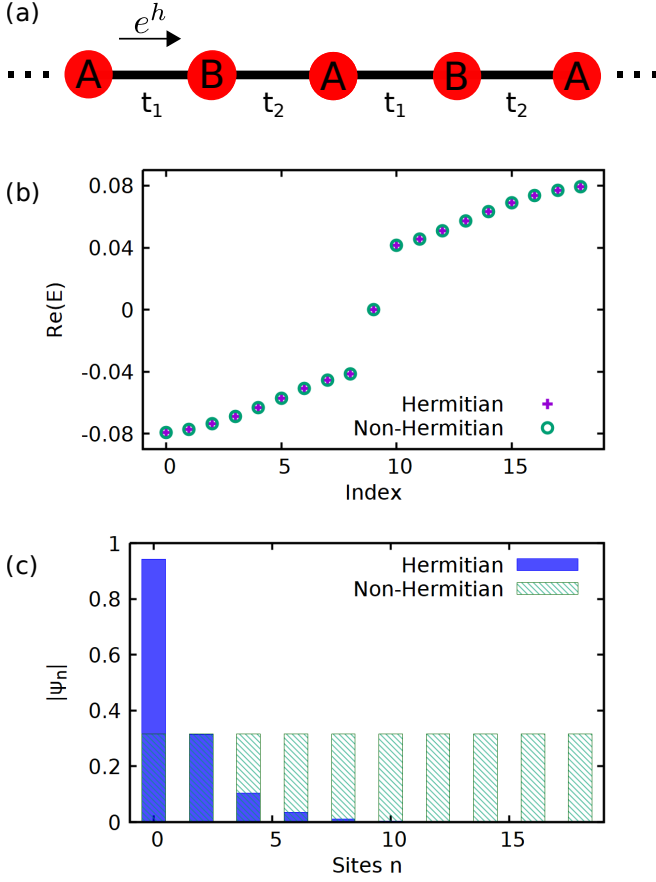 (a)
e^h
A B A B A
t₁ t₂ t₁ t₂
(b)
0.08
0.04
0
-0.04
-0.08
Re(E)
Hermitian
Non-Hermitian
0 5 10 15
Index
(c)
1
0.8
0.6
0.4
0.2
0
|ψₙ|
Hermitian
Non-Hermitian
0 5 10 15
Sites n